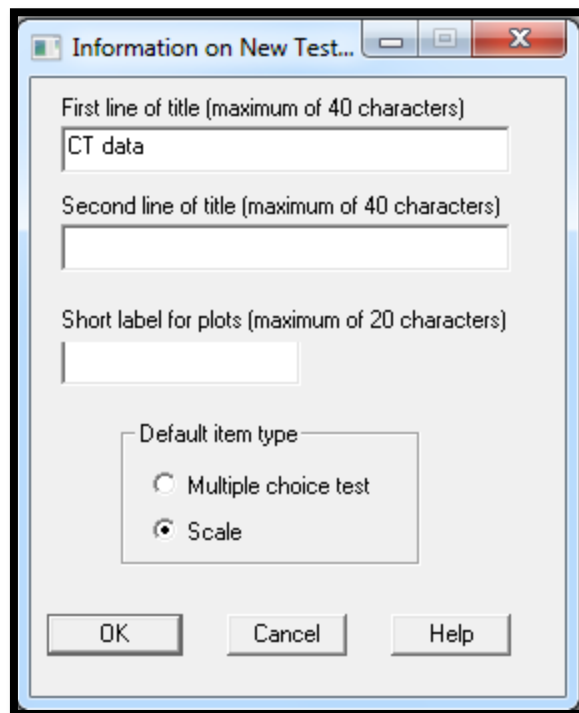 Information on New Test...
First line of title (maximum of 40 characters)
CT data
Second line of title (maximum of 40 characters)
Short label for plots (maximum of 20 characters)
Default item type
Multiple choice test
Scale
OK Cancel Help